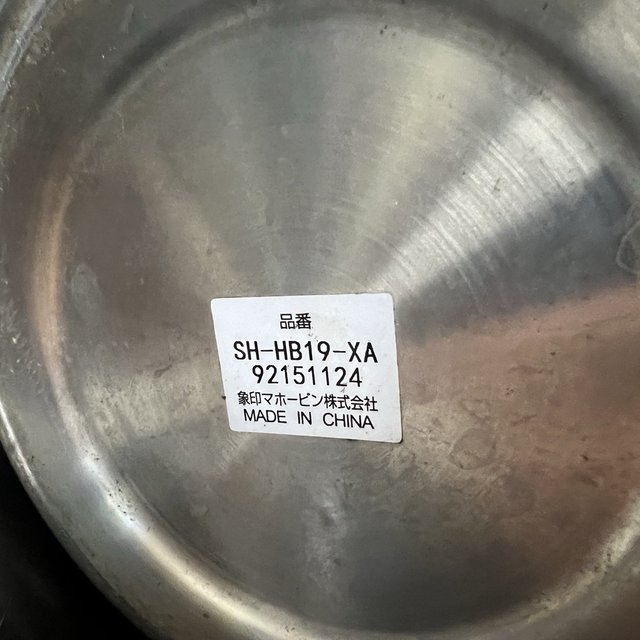 品番
SH-HB19-XA
92151124
象印マホービン株式会社
MADE IN CHINA